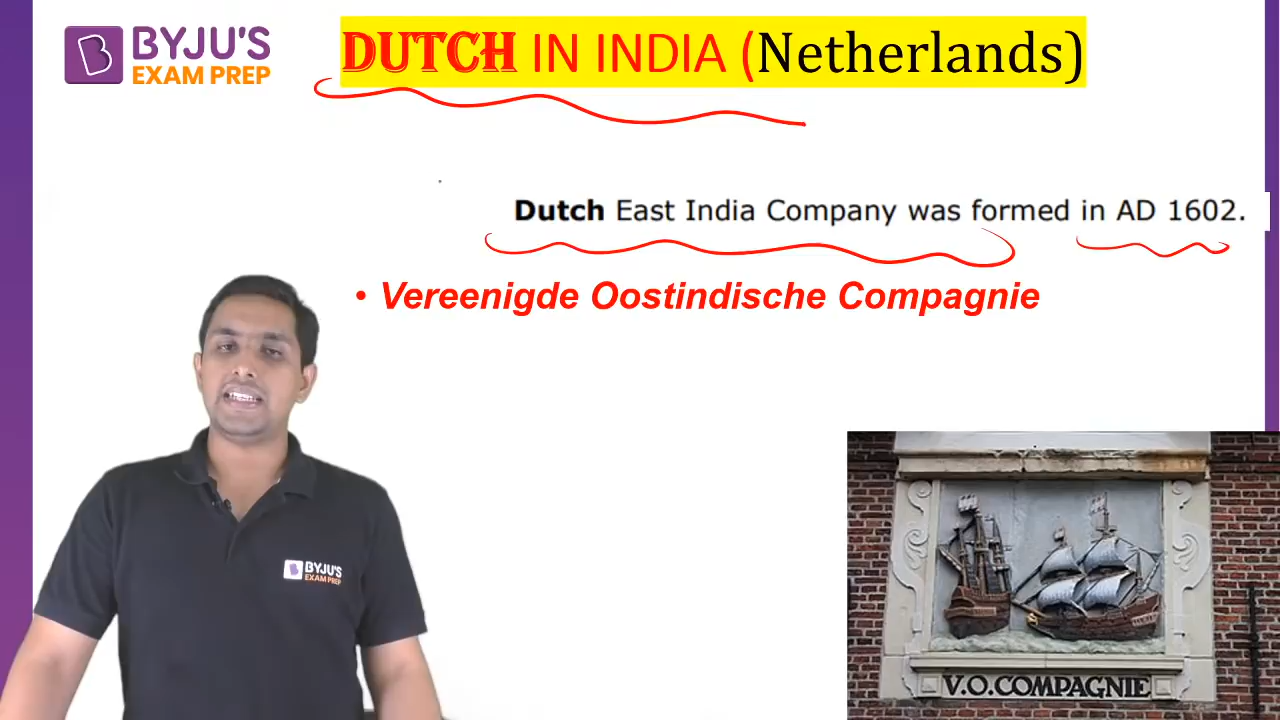 BYJU'S
EXAM PREP
DUTCH IN INDIA (Netherlands)
Dutch East India Company was formed in AD 1602.
• Vereenigde Oostindische Compagnie
BYJU'S
EXAM PREP
V.O.COMPAGNIE